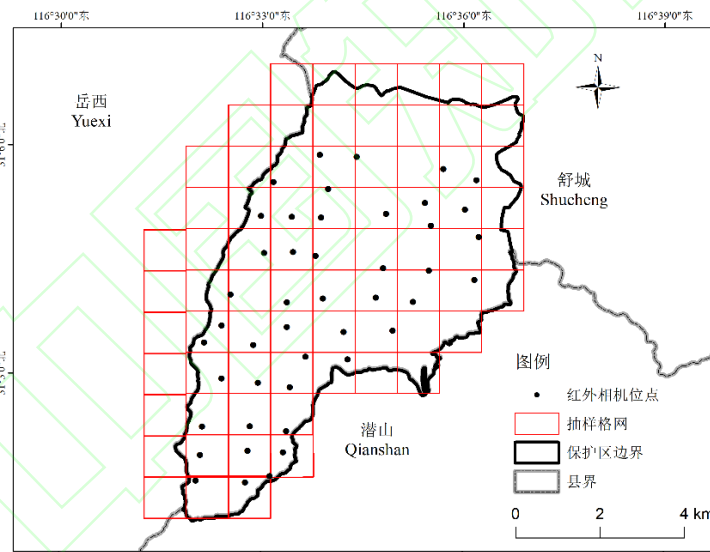 116°30'0"东 116°33'0"东 116°36'0"东 116°39'0"东
N
岳西
Yuexi
舒城
Shucheng
潜山
Qianshan
图例
红外相机位点
抽样格网
保护区边界
县界
0 2 4 km